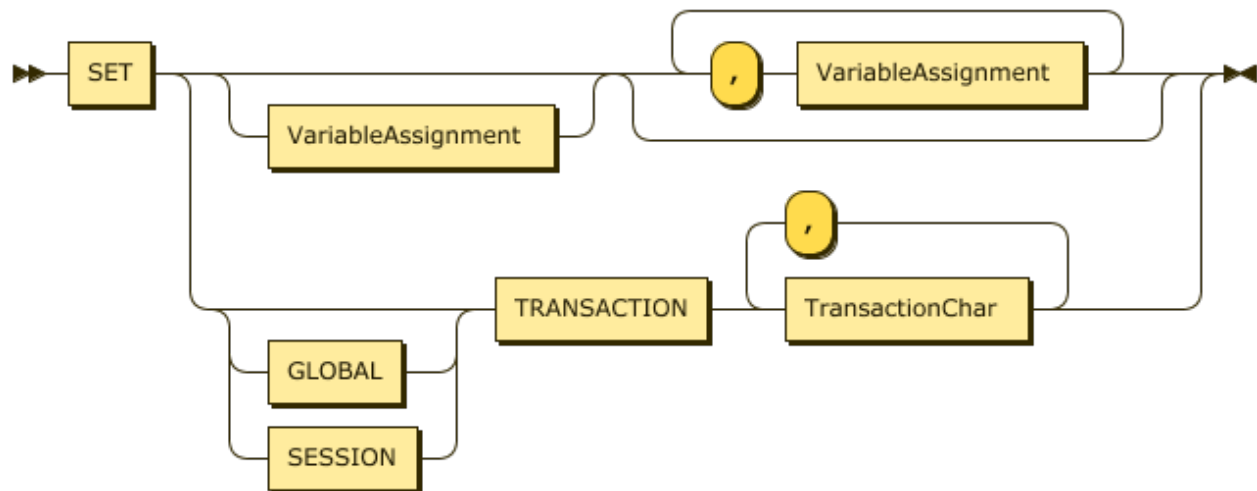 SET
,
VariableAssignment
VariableAssignment
,
TRANSACTION
TransactionChar
GLOBAL
SESSION